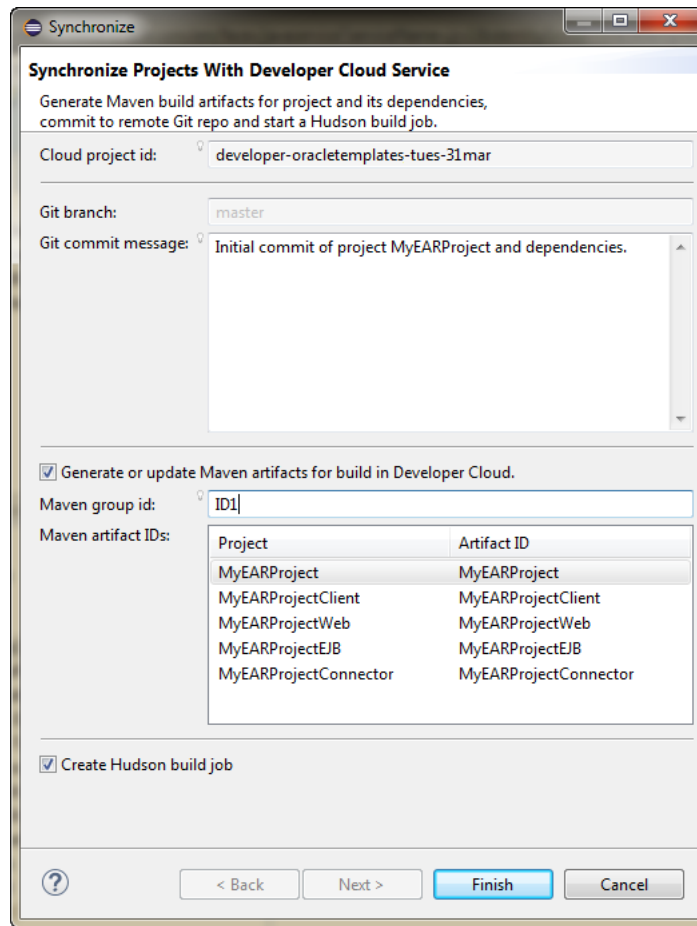 Synchronize
Synchronize Projects With Developer Cloud Service
Generate Maven build artifacts for project and its dependencies,
commit to remote Git repo and start a Hudson build job.
Cloud project id: developer-oracletemplates-tues-31mar
Git branch: master
Git commit message: Initial commit of project MyEARProject and dependencies.
Generate or update Maven artifacts for build in Developer Cloud.
Maven group id: ID1
Maven artifact IDs:
Project Artifact ID
MyEARProject MyEARProject
MyEARProjectClient MyEARProjectClient
MyEARProjectWeb MyEARProjectWeb
MyEARProjectEJB MyEARProjectEJB
MyEARProjectConnector MyEARProjectConnector
Create Hudson build job
? < Back Next > Finish Cancel